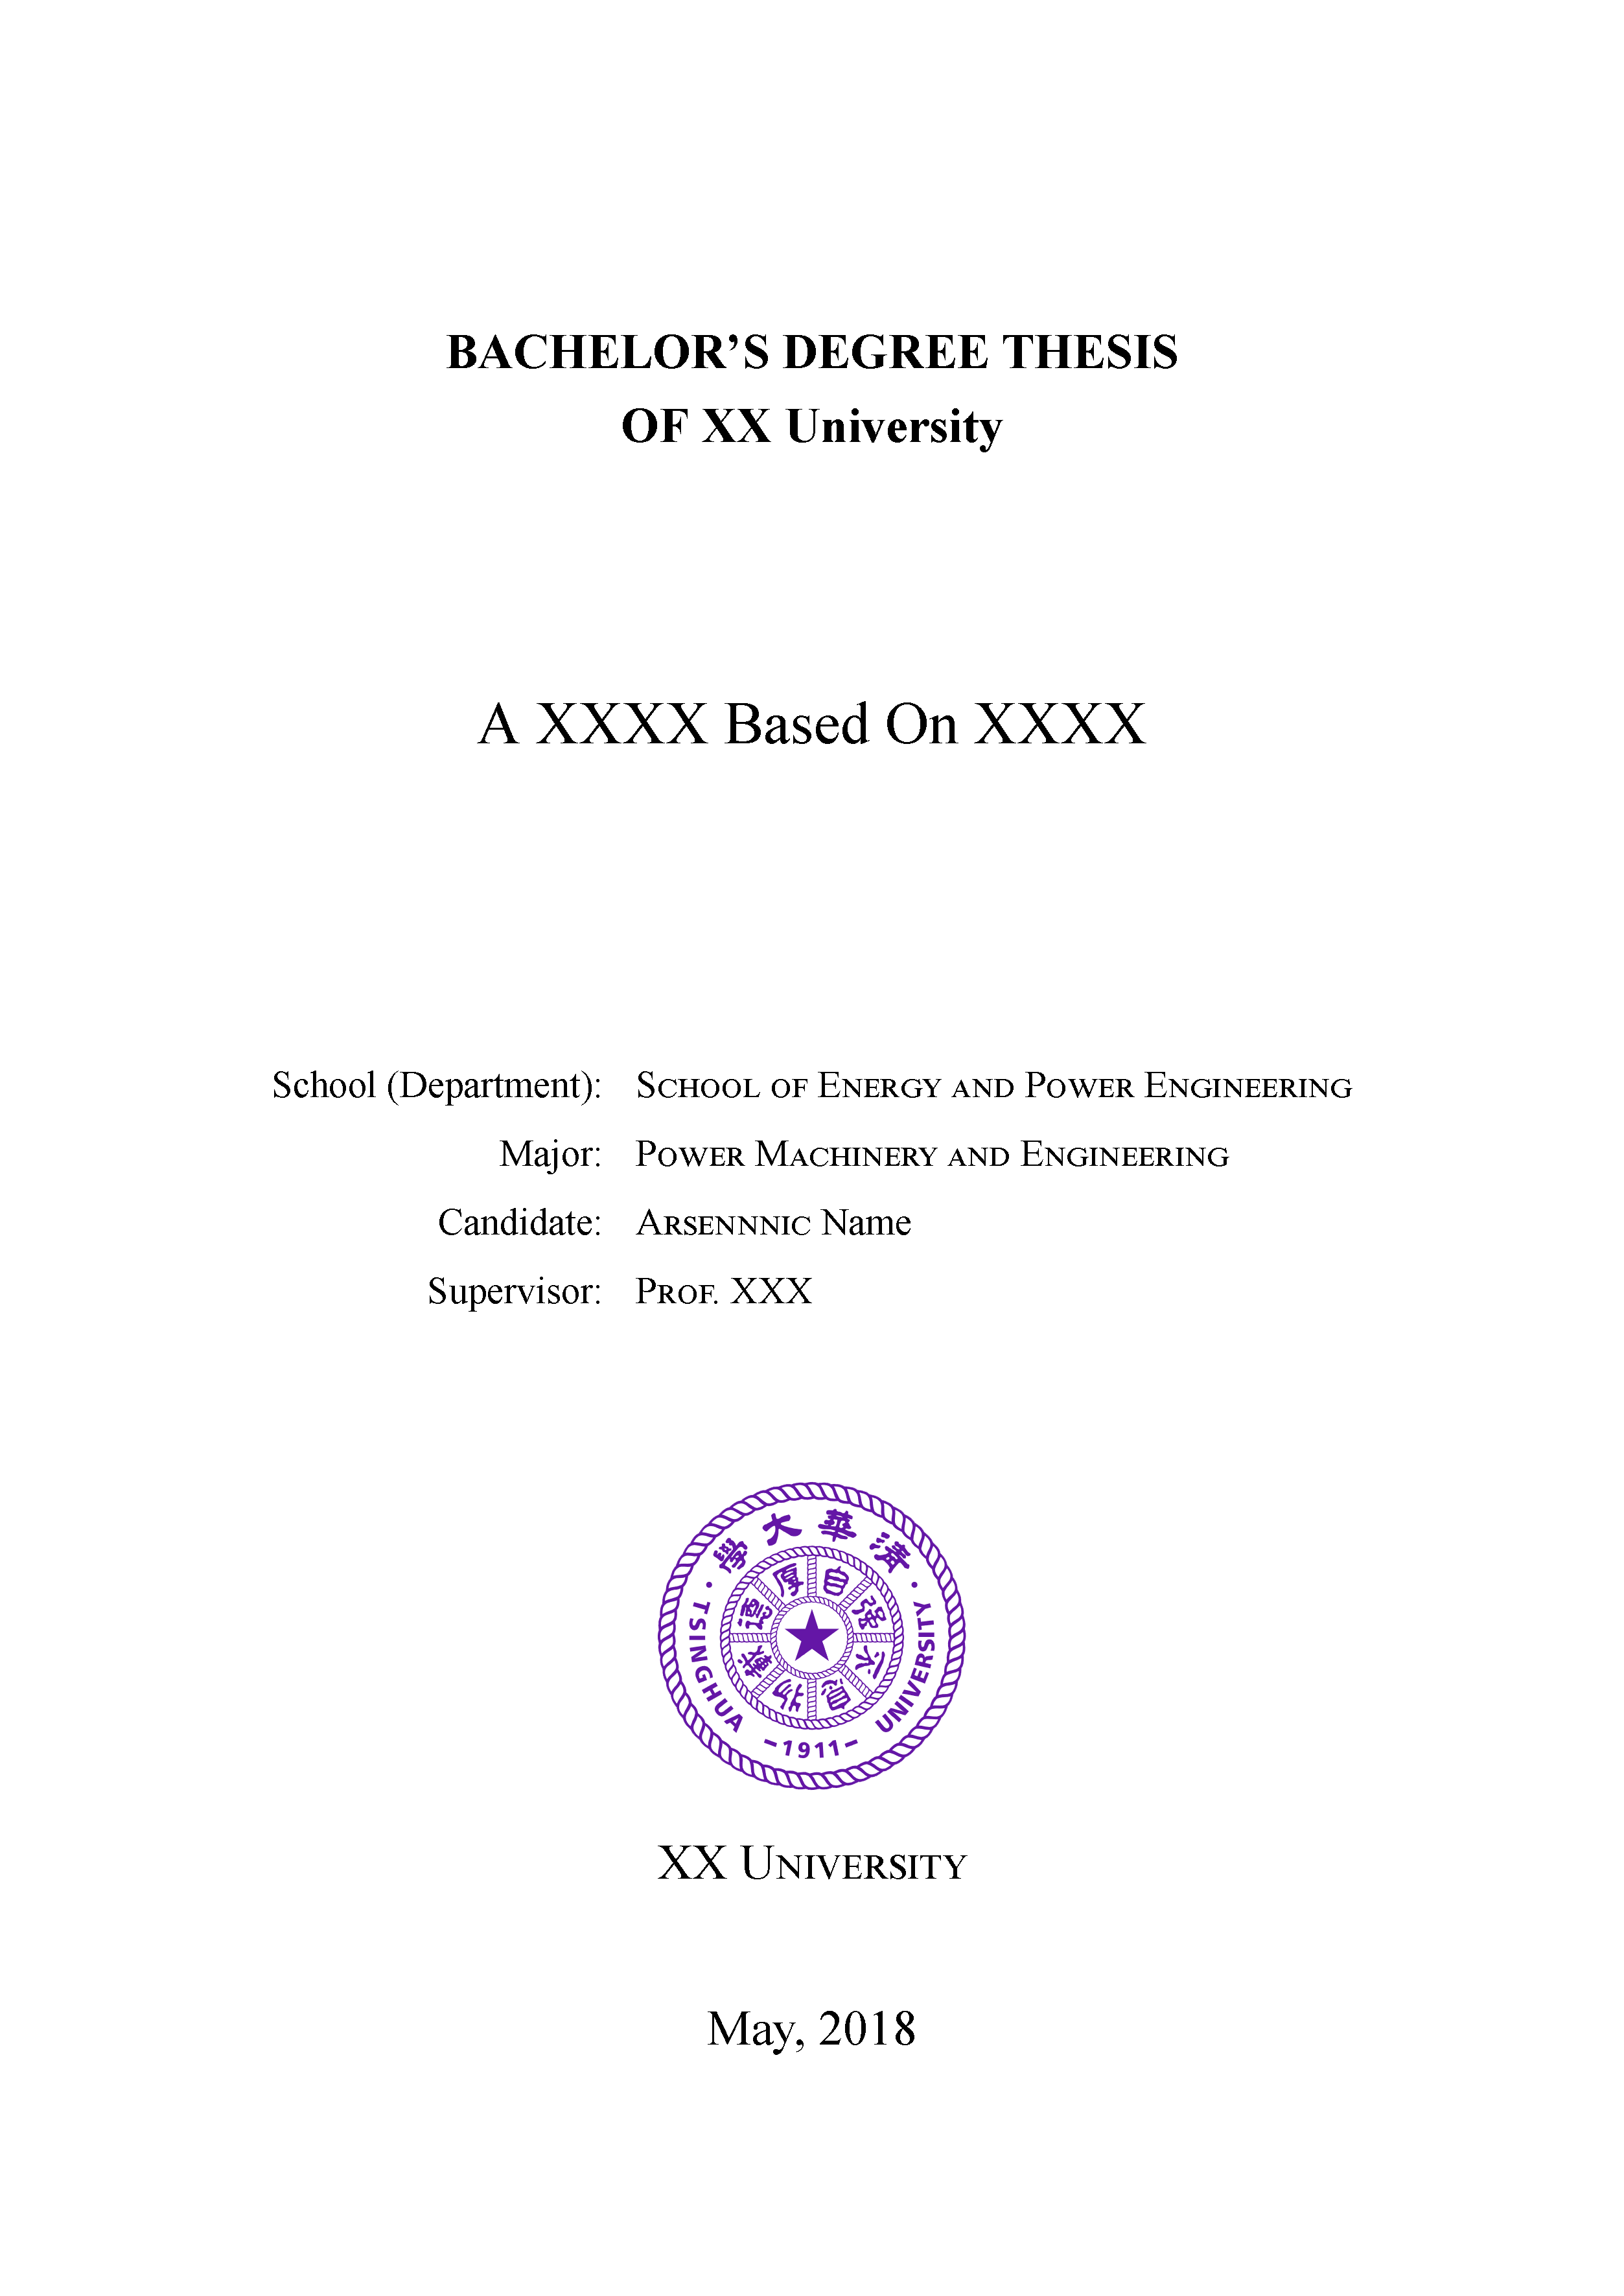 BACHELOR’S DEGREE THESIS
OF XX University
A XXXX Based On XXXX
School (Department): School of Energy and Power Engineering
Major: Power Machinery and Engineering
Candidate: Arsennnic Name
Supervisor: Prof. XXX
清華大學
自强不息
厚德載物
TSINGHUA UNIVERSITY
-1911-
XX University
May, 2018